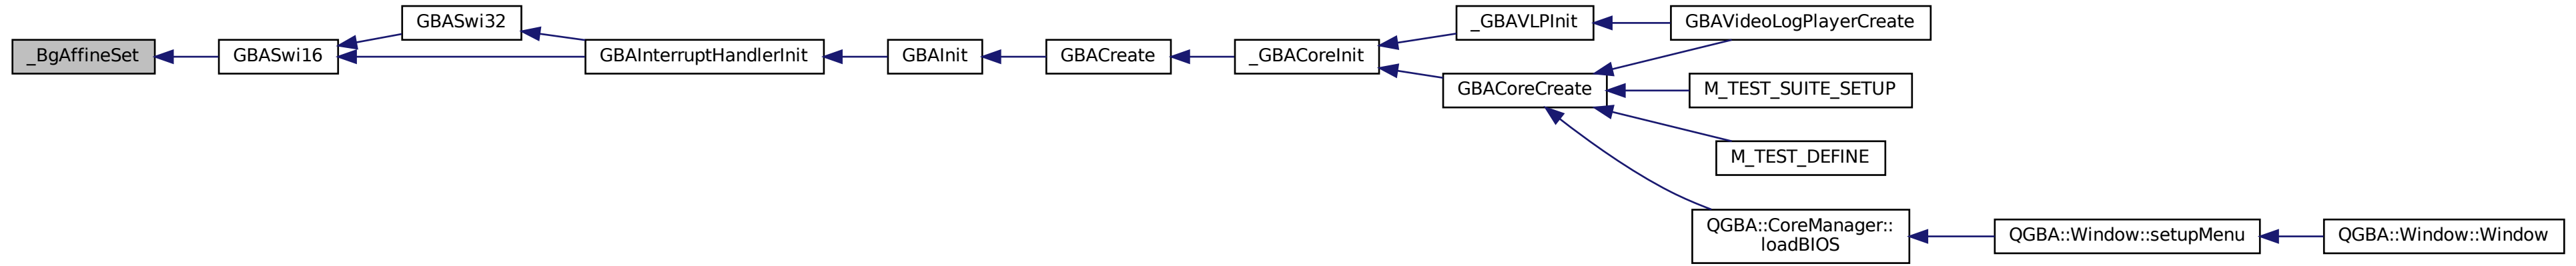 _BgAffineSet
GBASwi16
GBASwi32
GBAInterruptHandlerInit
GBAInit
GBACreate
_GBACoreInit
_GBAVLPInit
GBAVideoLogPlayerCreate
GBACoreCreate
M_TEST_SUITE_SETUP
M_TEST_DEFINE
QGBA::CoreManager::
loadBIOS
QGBA::Window::setupMenu
QGBA::Window::Window